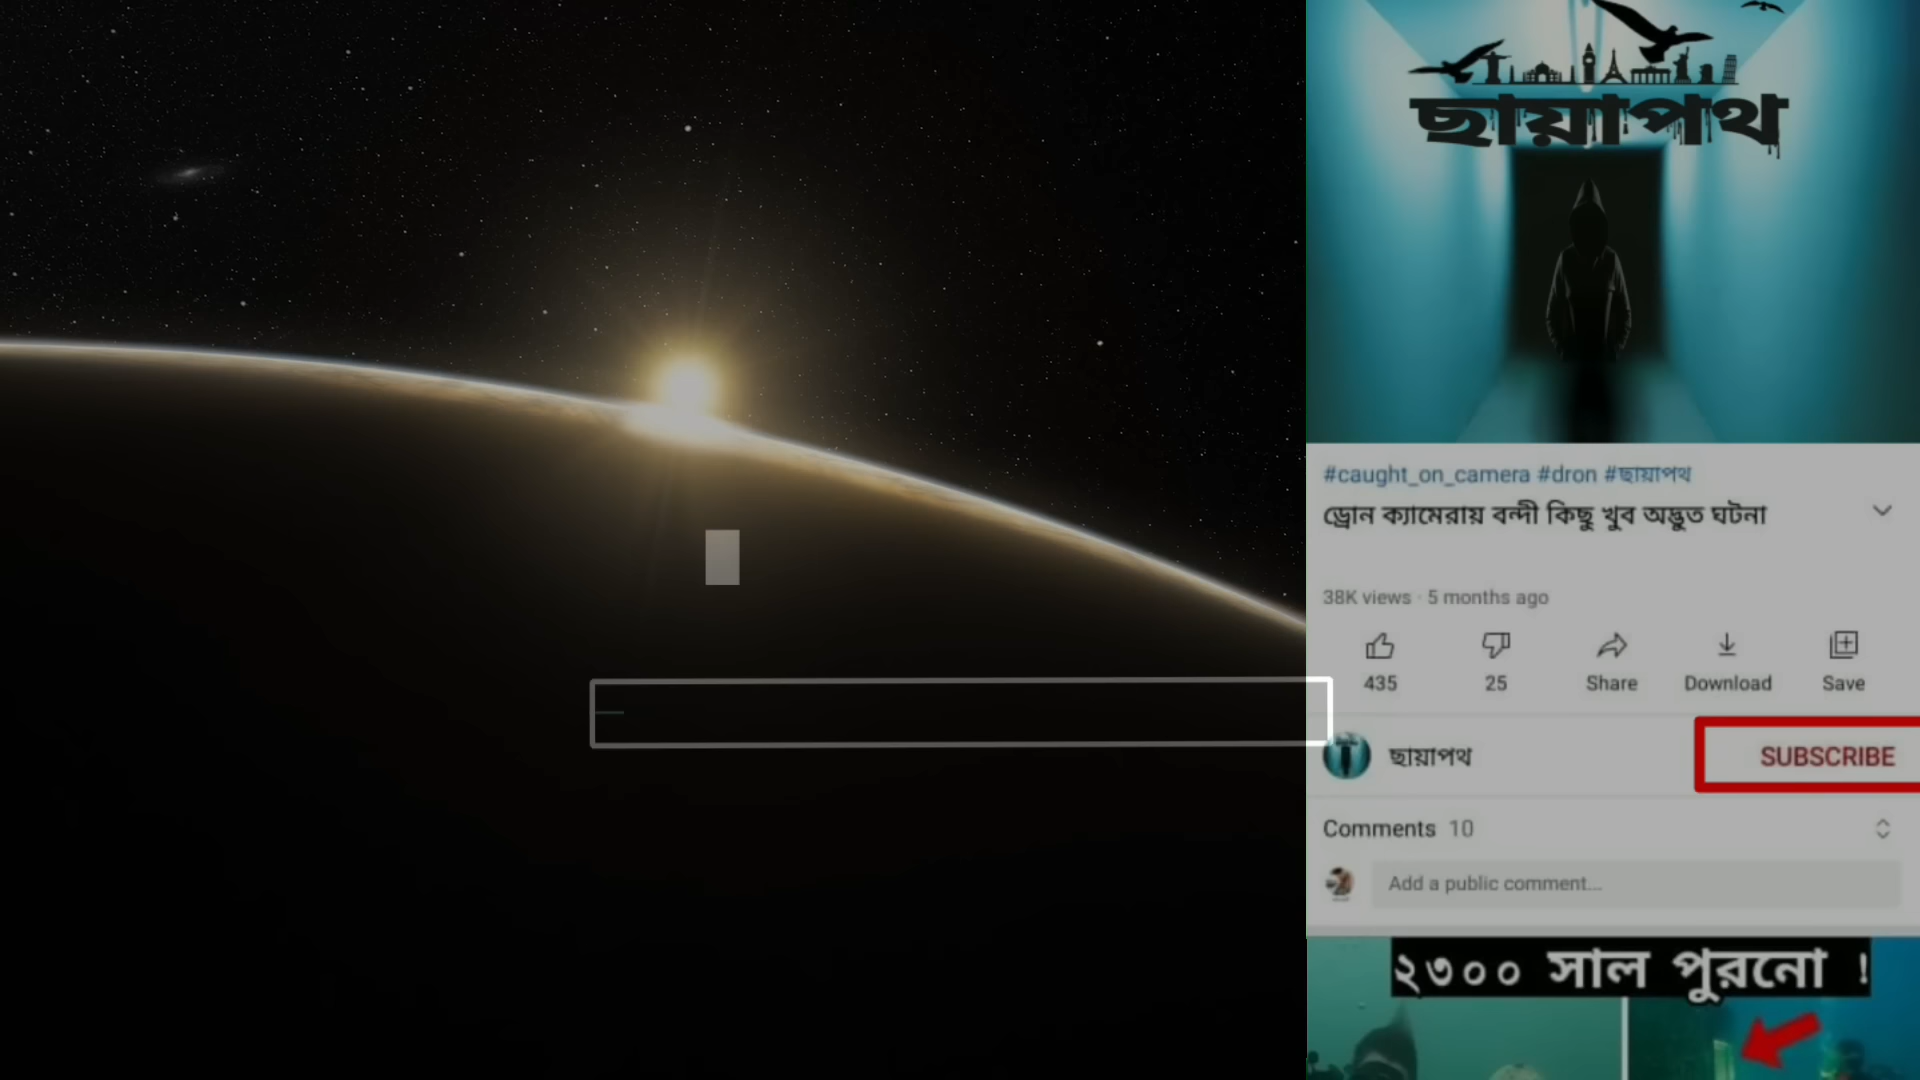 ছায়াপথ
#caught_on_camera #dron #ছায়াপথ
ড্রোন ক্যামেরায় বন্দী কিছু খুব অদ্ভুত ঘটনা
38K views · 5 months ago
435 25 Share Download Save
ছায়াপথ SUBSCRIBE
Comments 10
Add a public comment...
২৩০০ সাল পুরনো !